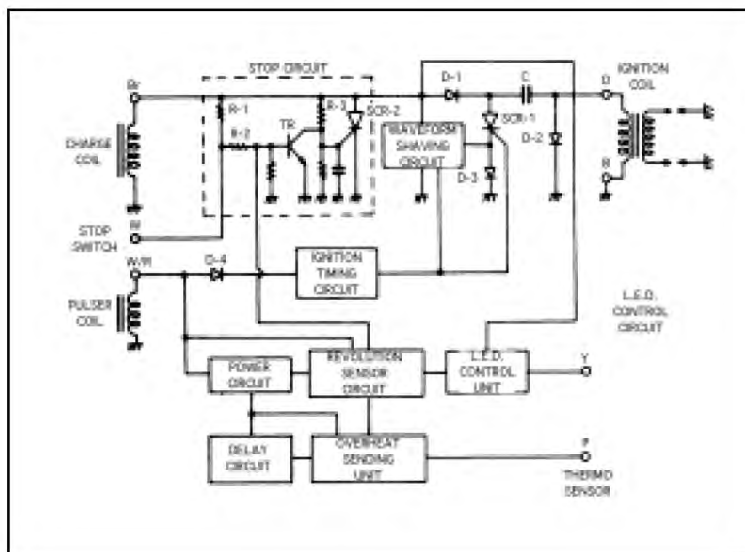 STOP CIRCUIT
Br
R-1
R-2
TR
R-3
SCR-2
D-1
C
O
IGNITION
COIL
CHARGE
COIL
WAVEFORM
SHAVING
CIRCUIT
SCR-1
D-2
D-3
B
STOP
SWITCH
W
W/R
D-4
IGNITION
TIMING
CIRCUIT
PULSER
COIL
L.E.D.
CONTROL
CIRCUIT
POWER
CIRCUIT
REVOLUTION
SENSOR
CIRCUIT
L.E.D.
CONTROL
UNIT
Y
DELAY
CIRCUIT
OVERHEAT
SENDING
UNIT
P
THERMO
SENSOR